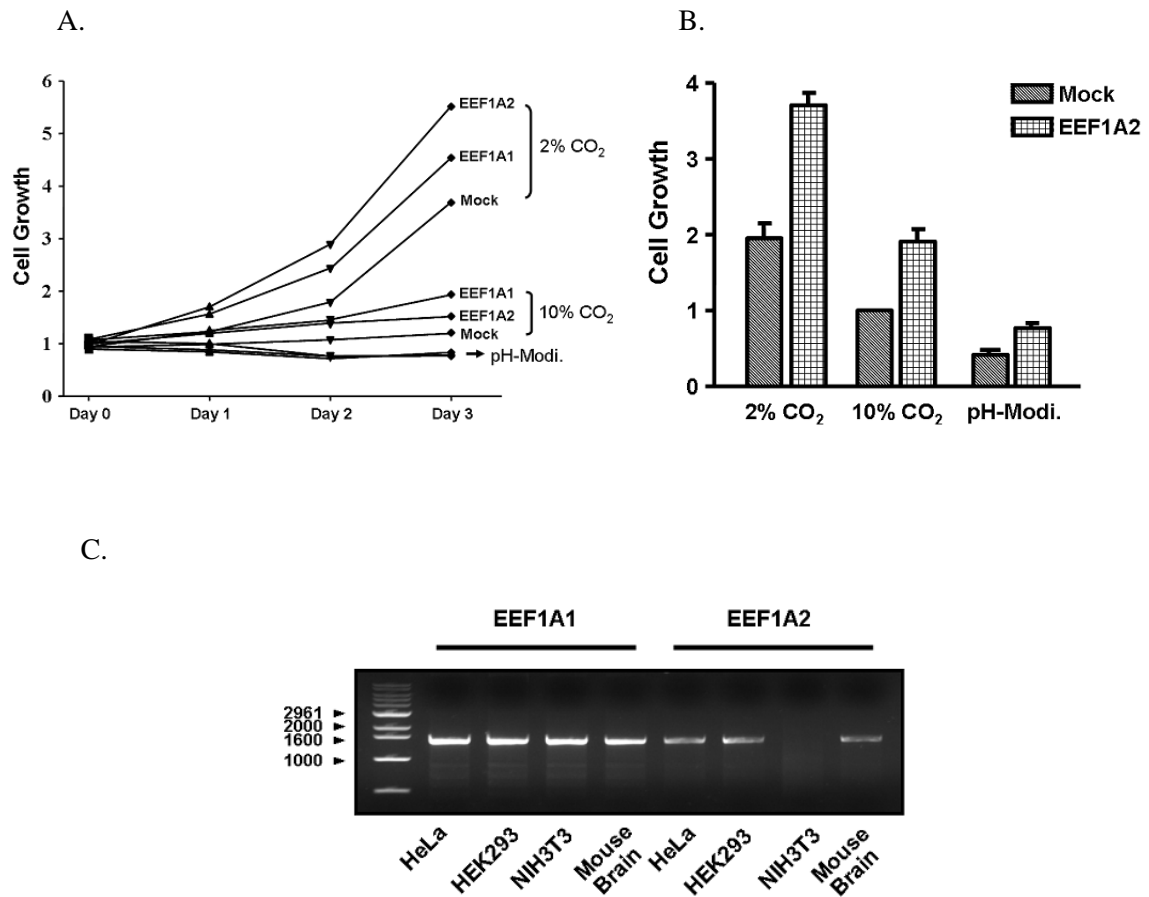 A.
B.
Cell Growth
6
5
4
3
2
1
0
Day 0
Day 1
Day 2
Day 3
EEF1A2
EEF1A1
Mock
2% CO₂
EEF1A1
EEF1A2
Mock
10% CO₂
pH-Modi.
Cell Growth
4
3
2
1
0
2% CO₂
10% CO₂
pH-Modi.
Mock
EEF1A2
C.
EEF1A1
EEF1A2
2961
2000
1600
1000
HeLa
HEK293
NIH3T3
Mouse
Brain
HeLa
HEK293
NIH3T3
Mouse
Brain